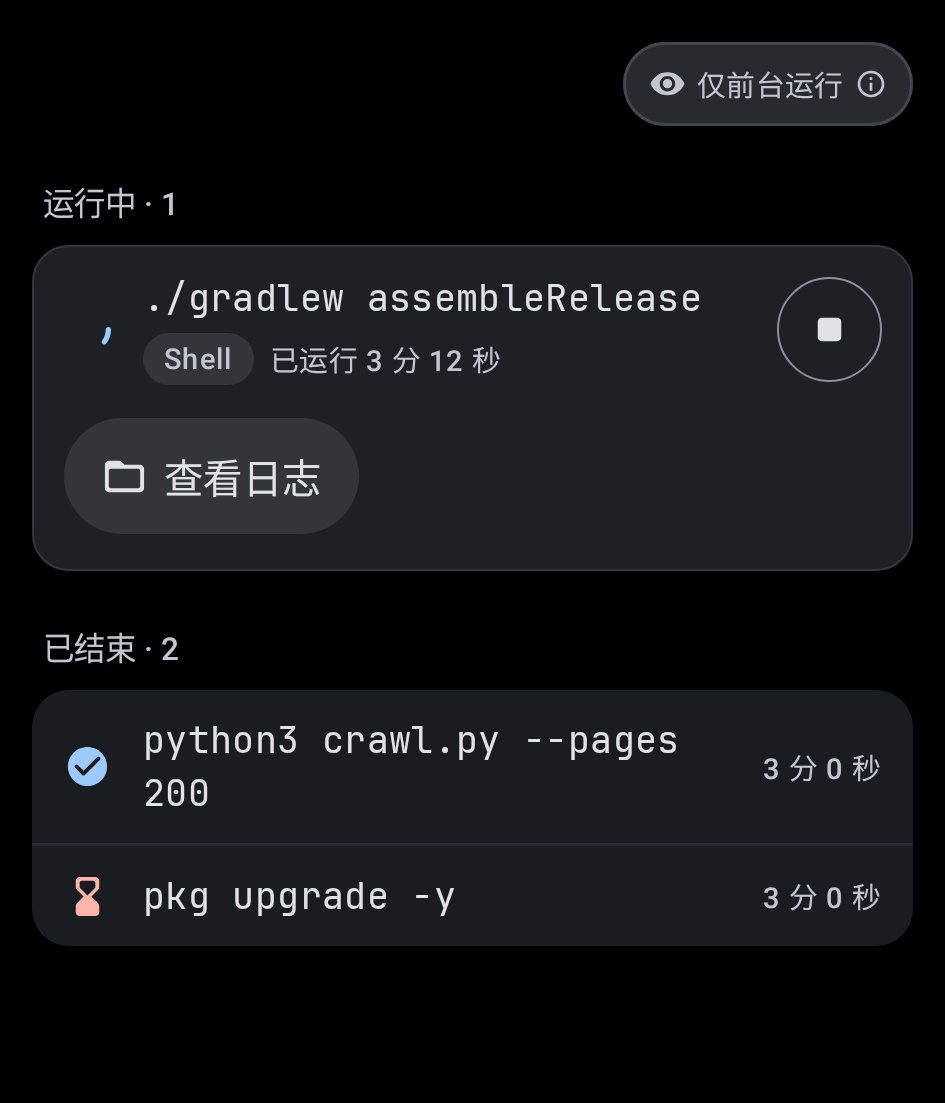 仅前台运行
运行中 · 1
./gradlew assembleRelease
Shell 已运行 3 分 12 秒
查看日志
已结束 · 2
python3 crawl.py --pages
200
3 分 0 秒
pkg upgrade -y
3 分 0 秒